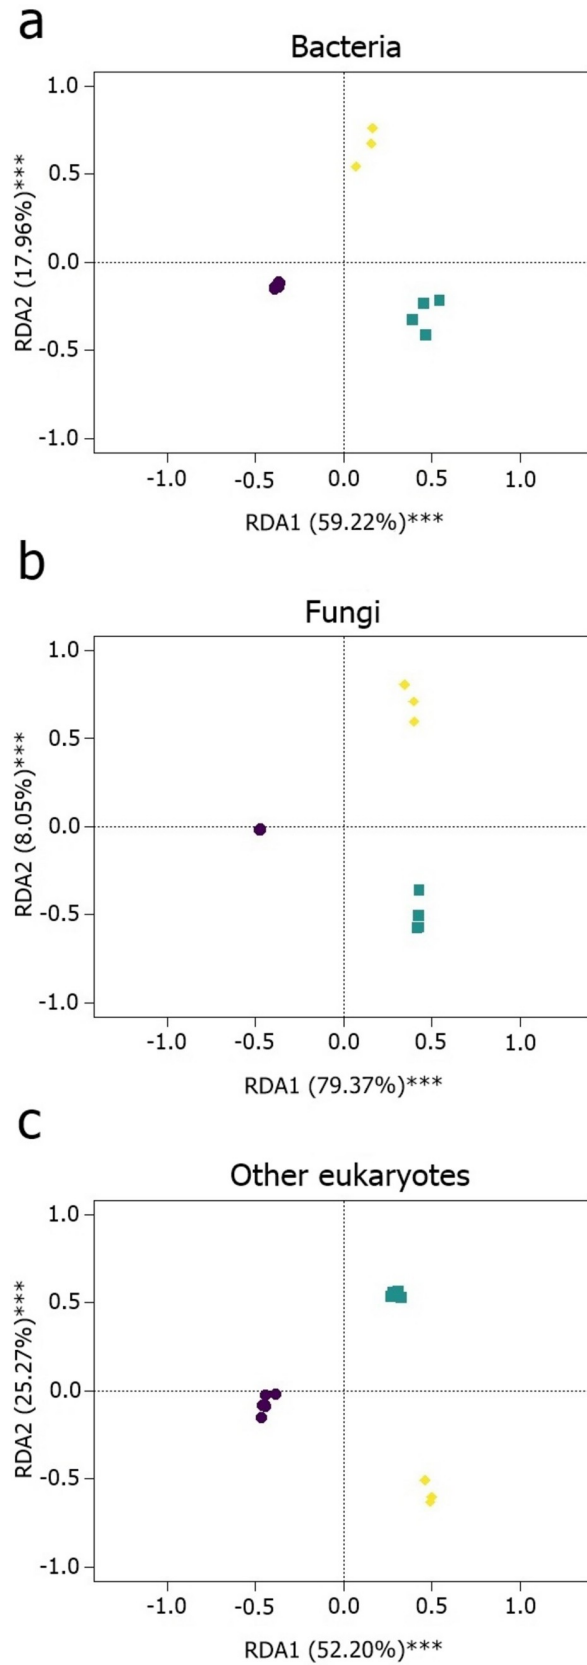 a
Bacteria
1.0
0.5
0.0
-0.5
-1.0
RDA2 (17.96%)***
-1.0 -0.5 0.0 0.5 1.0
RDA1 (59.22%)***
b
Fungi
1.0
0.5
0.0
-0.5
-1.0
RDA2 (8.05%)***
-1.0 -0.5 0.0 0.5 1.0
RDA1 (79.37%)***
c
Other eukaryotes
1.0
0.5
0.0
-0.5
-1.0
RDA2 (25.27%)***
-1.0 -0.5 0.0 0.5 1.0
RDA1 (52.20%)***